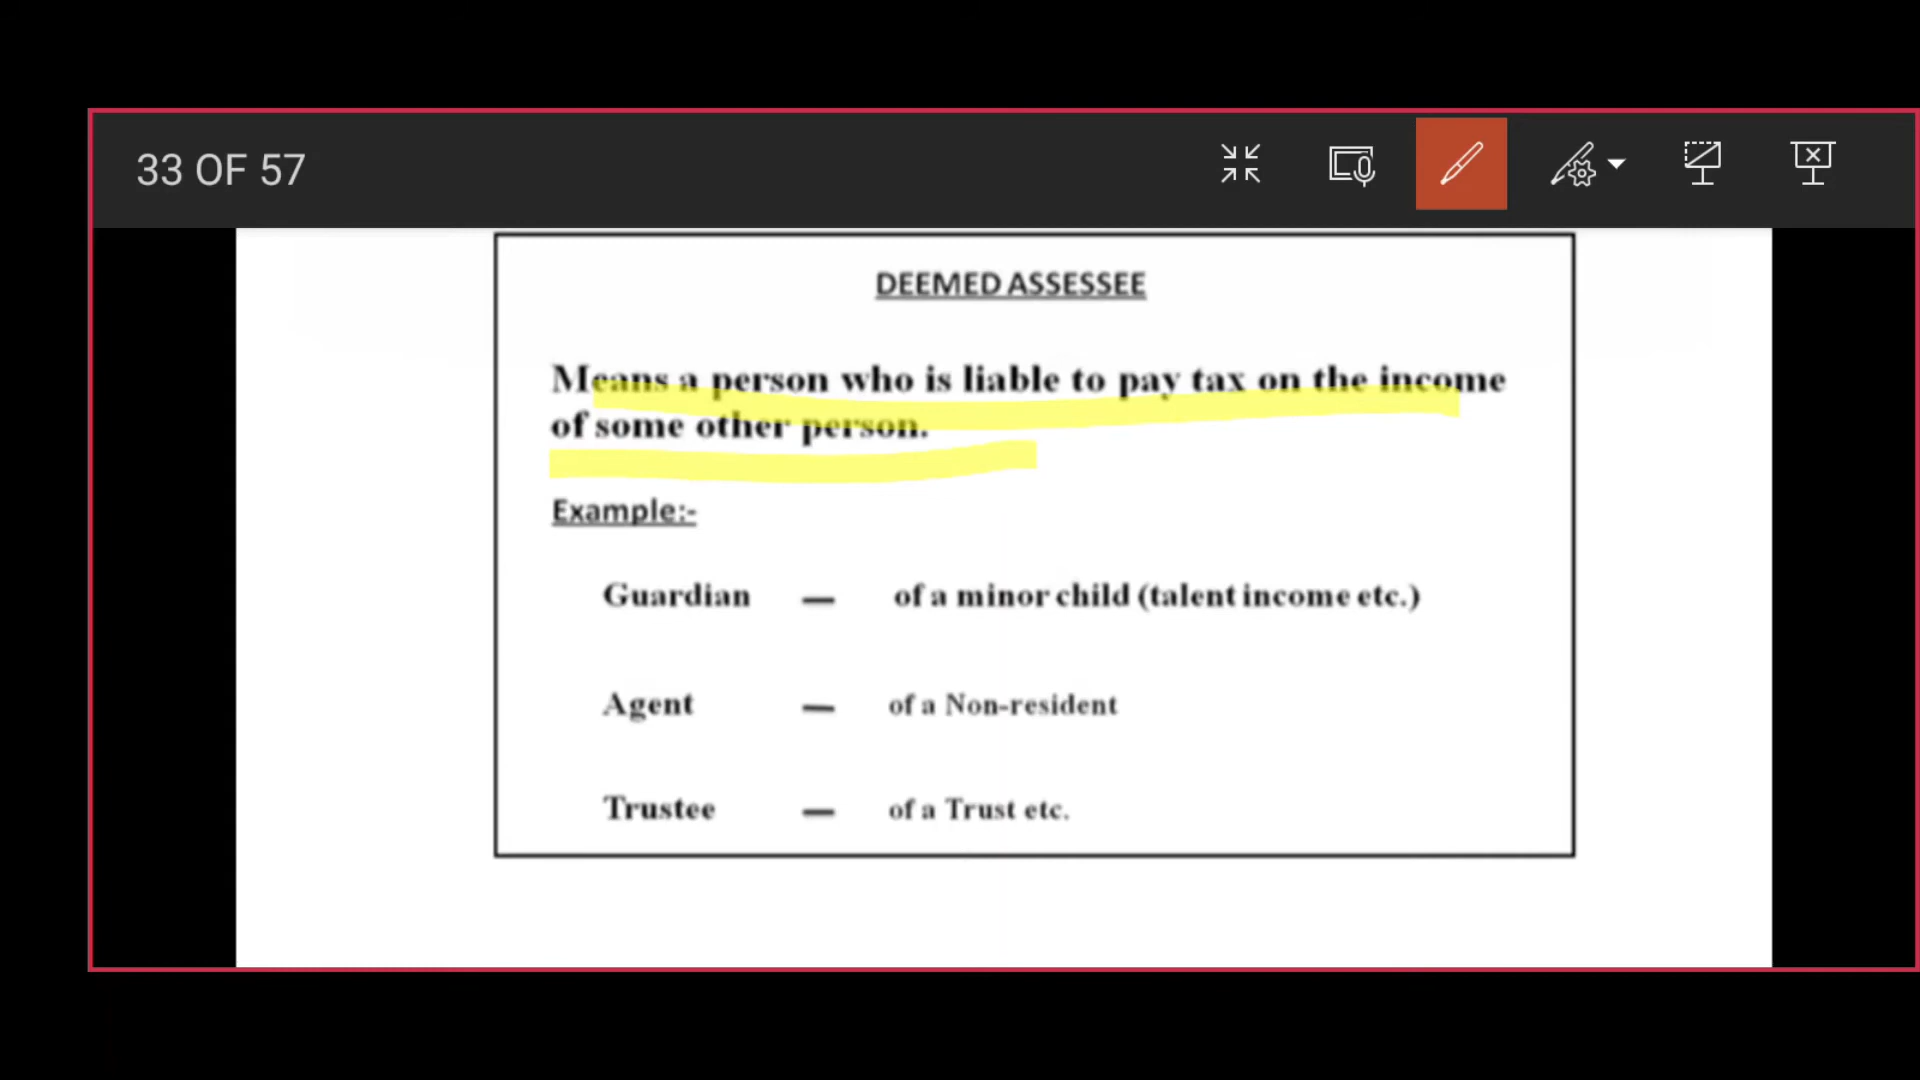 33 OF 57
DEEMED ASSESSEE
Means a person who is liable to pay tax on the income
of some other person.
Example:-
Guardian — of a minor child (talent income etc.)
Agent — of a Non-resident
Trustee — of a Trust etc.